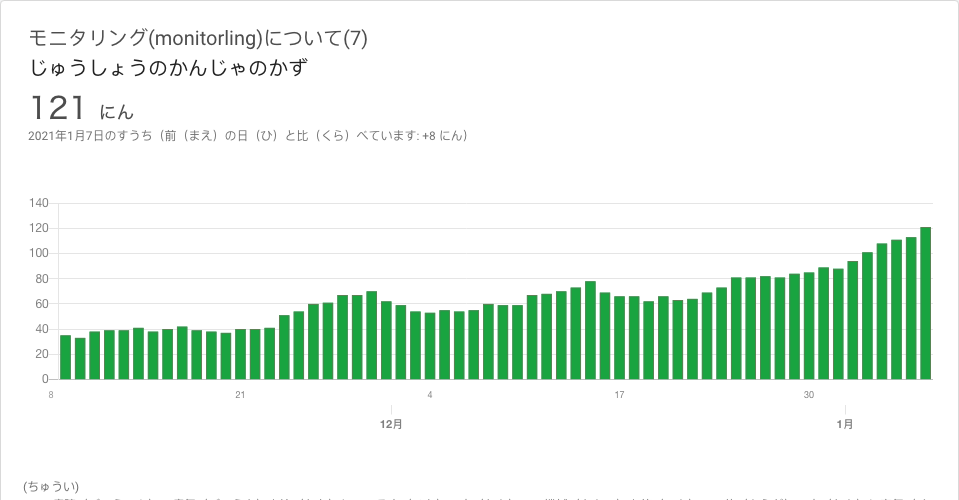 モニタリング(monitorling)について(7)
じゅうしょうのかんじゃのかず
121 にん
2021年1月7日のすうち（前（まえ）の日（ひ）と比（くら）べています: +8 にん）
140
120
100
80
60
40
20
0
8 21 4 17 30
12月 1月
(ちゅうい)